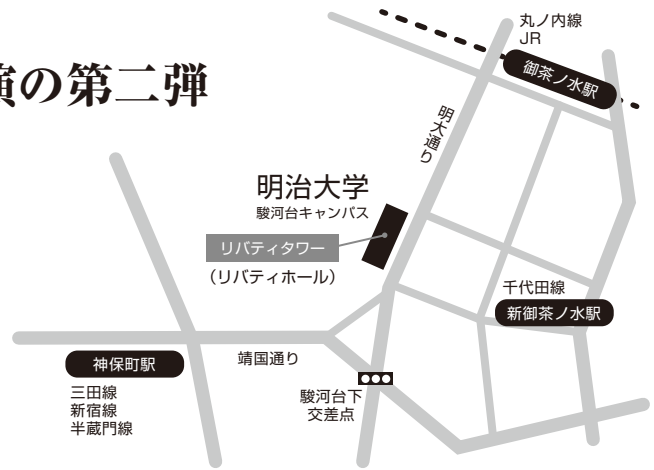 演の第二弾
丸ノ内線
JR
御茶ノ水駅
明大通り
明治大学
駿河台キャンパス
リバティタワー
（リバティホール）
千代田線
新御茶ノ水駅
神保町駅
三田線
新宿線
半蔵門線
靖国通り
駿河台下
交差点